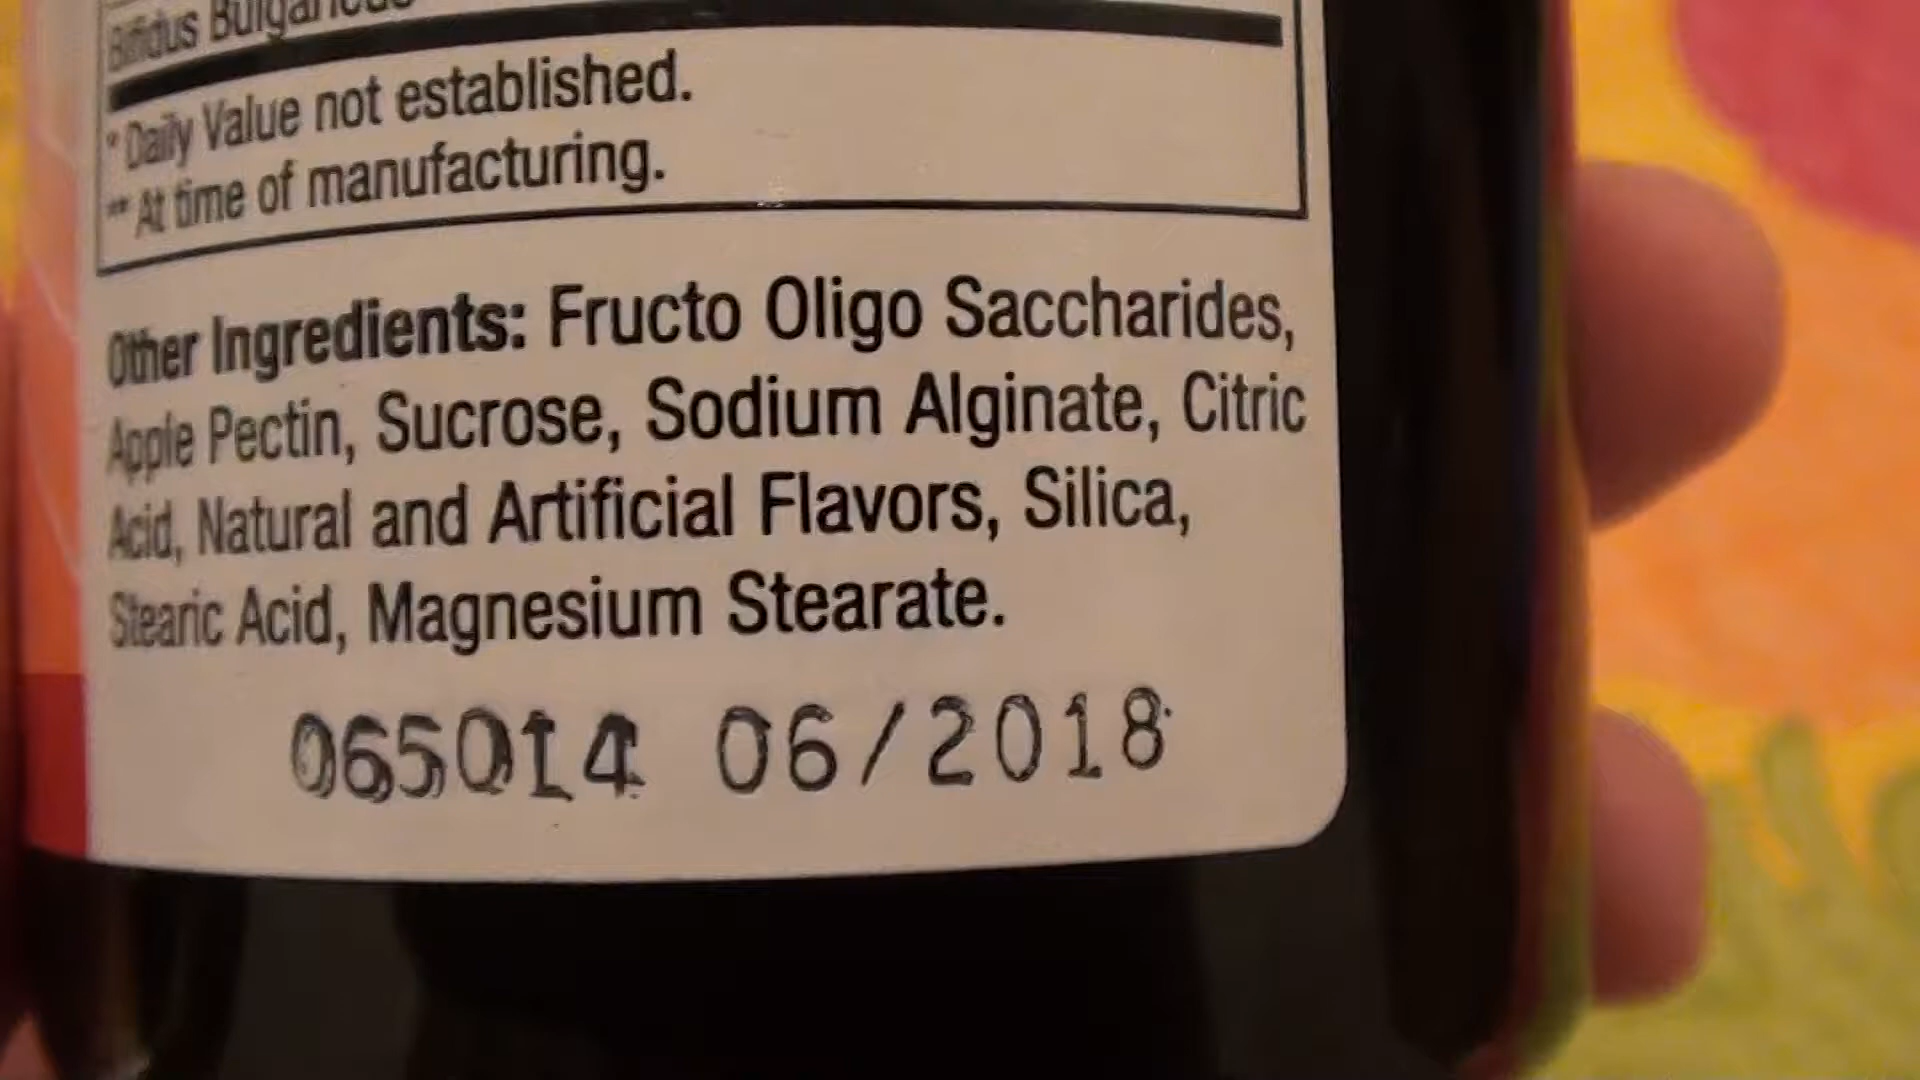 Bifidus Bulgaricus
* Daily Value not established.
** At time of manufacturing.
Other Ingredients: Fructo Oligo Saccharides,
Apple Pectin, Sucrose, Sodium Alginate, Citric
Acid, Natural and Artificial Flavors, Silica,
Stearic Acid, Magnesium Stearate.
065014 06/2018